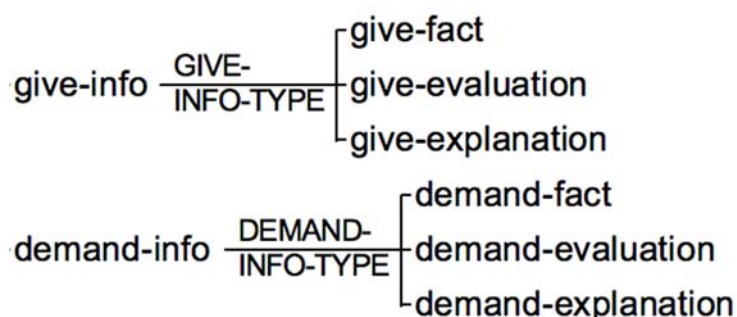 give-fact
give-info GIVE- give-evaluation
INFO-TYPE
give-explanation
demand-fact
demand-info DEMAND- demand-evaluation
INFO-TYPE
demand-explanation